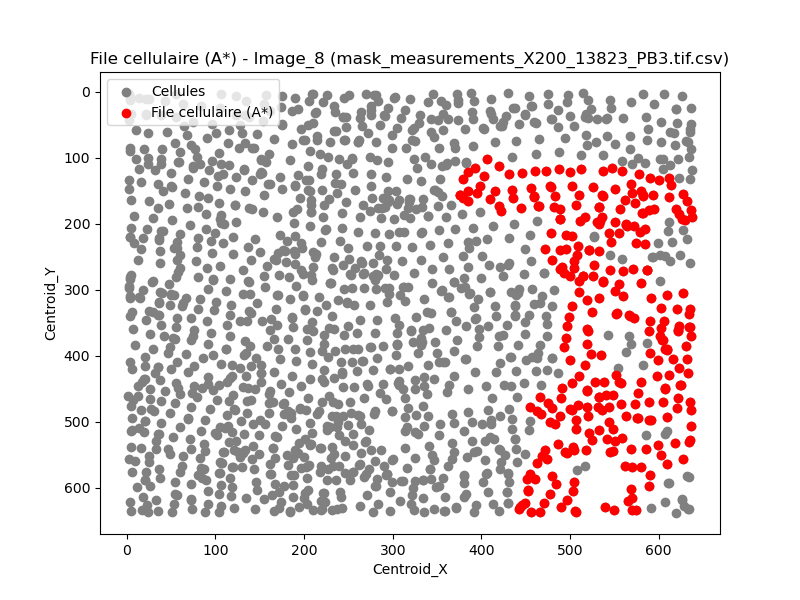 File cellulaire (A*) - Image_8 (mask_measurements_X200_13823_PB3.tif.csv)
Cellules
File cellulaire (A*)
0
100
200
300
400
500
600
Centroid_Y
0 100 200 300 400 500 600
Centroid_X